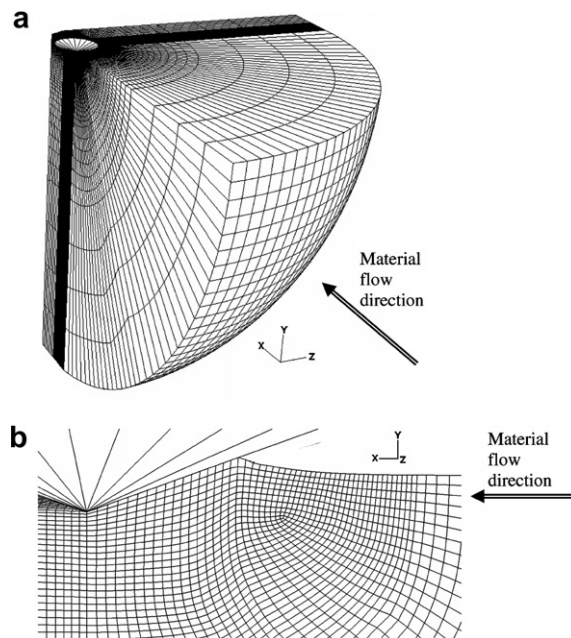 a
Material
flow
direction
Y
X
Z
b
Y
X
Z
Material
flow
direction